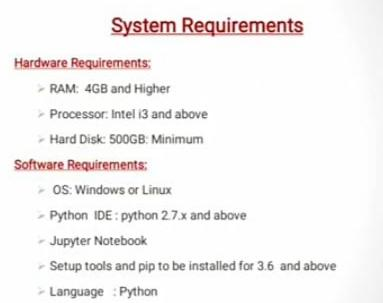 System Requirements
Hardware Requirements:
RAM: 4GB and Higher
Processor: Intel i3 and above
Hard Disk: 500GB: Minimum
Software Requirements:
OS: Windows or Linux
Python IDE : python 2.7.x and above
Jupyter Notebook
Setup tools and pip to be installed for 3.6 and above
Language : Python